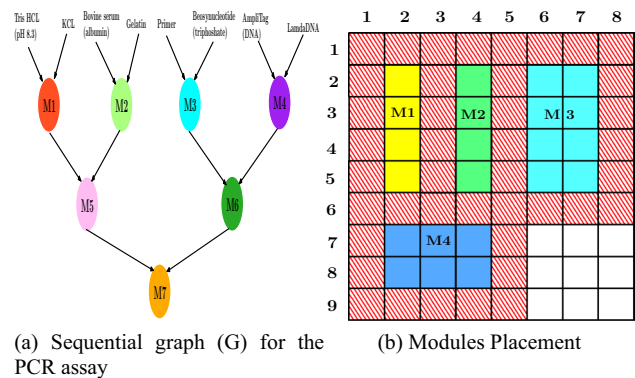 Tris HCL
(pH 8.3)
KCL
Bovine serum
(albumin)
Gelatin
Primer
Beosynucleotide
(triphoshate)
AmpliTag
(DNA)
LamdaDNA
M1
M2
M3
M4
M5
M6
M7
(a) Sequential graph (G) for the
PCR assay
1 2 3 4 5 6 7 8
1
2
3
4
5
6
7
8
9
M1
M2
M 3
M4
(b) Modules Placement